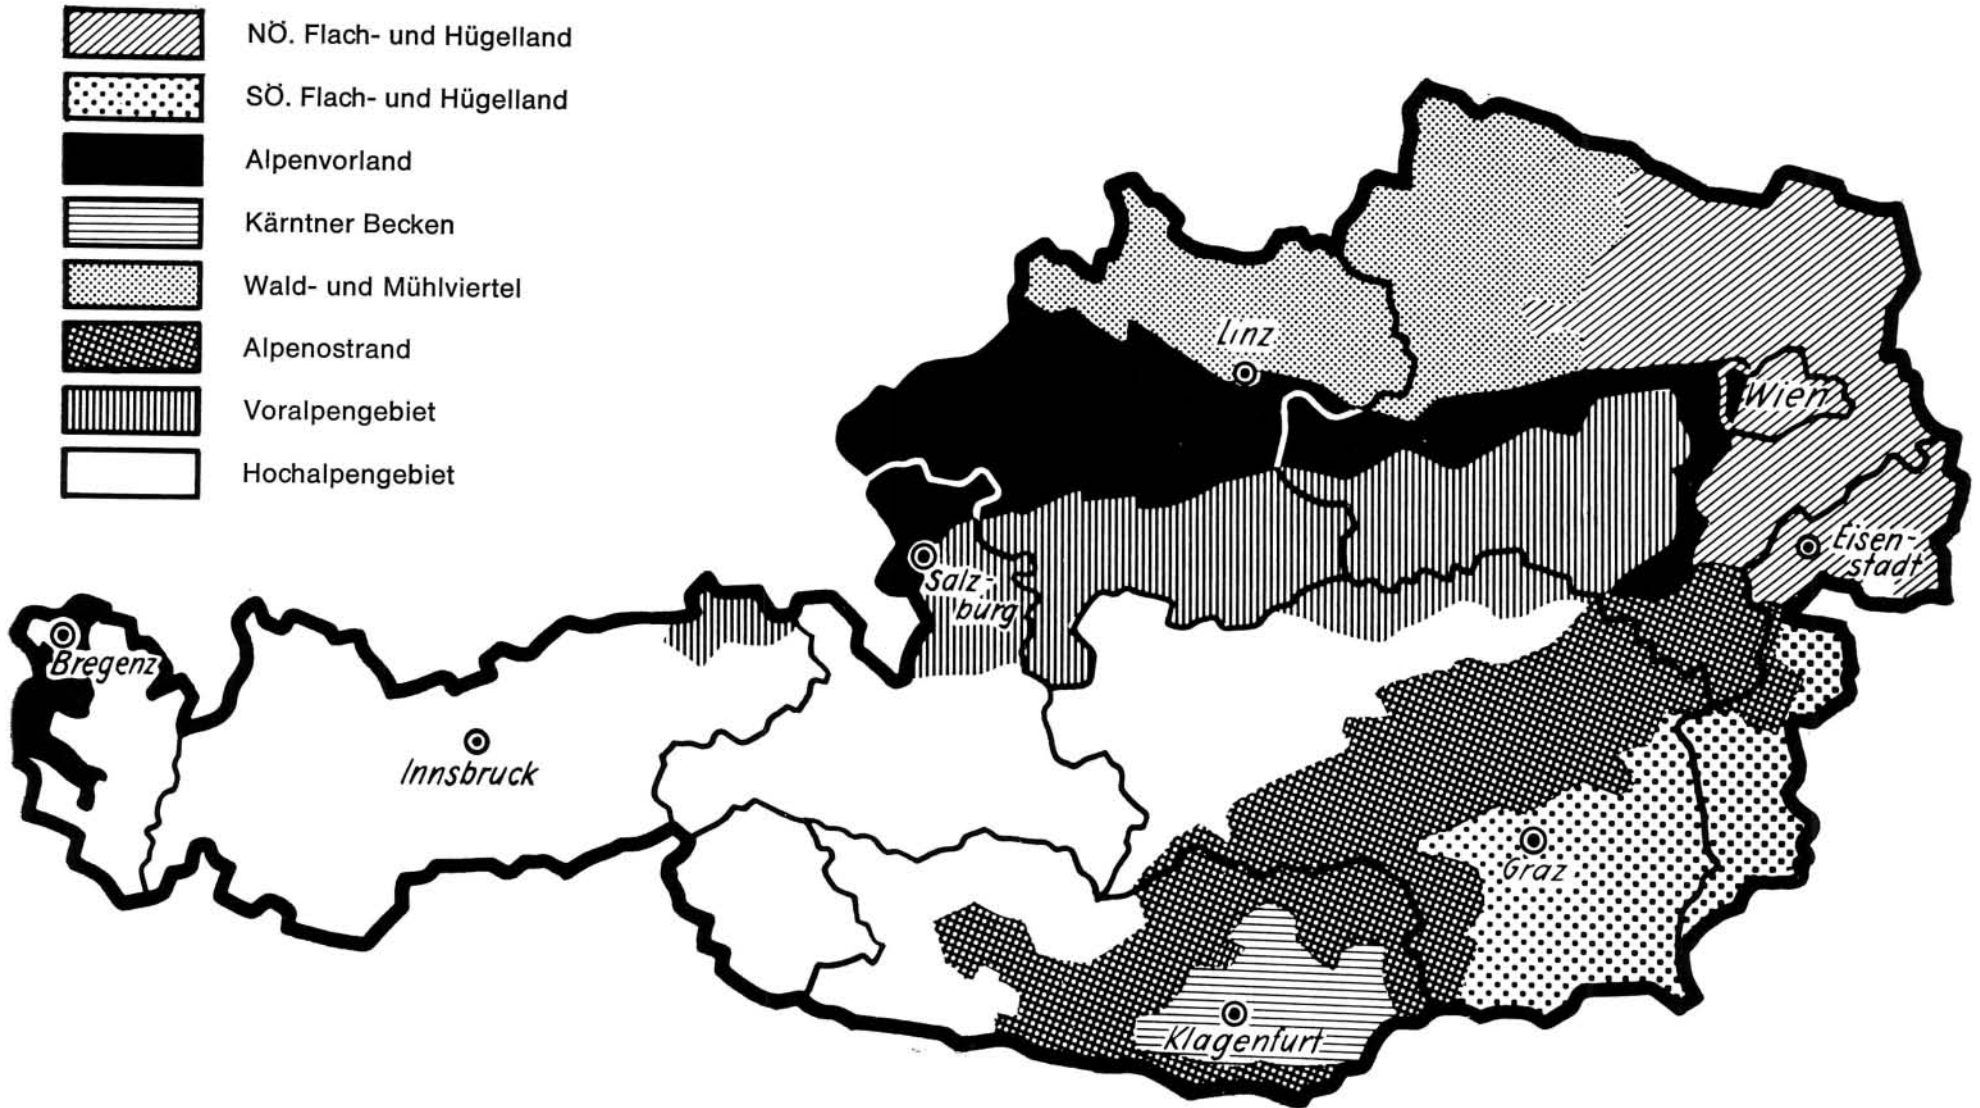 NÖ. Flach- und Hügelland
SÖ. Flach- und Hügelland
Alpenvorland
Kärntner Becken
Wald- und Mühlviertel
Alpenostrand
Voralpengebiet
Hochalpengebiet
Linz
Wien
Eisen-
stadt
Salz-
burg
Bregenz
Innsbruck
Graz
Klagenfurt